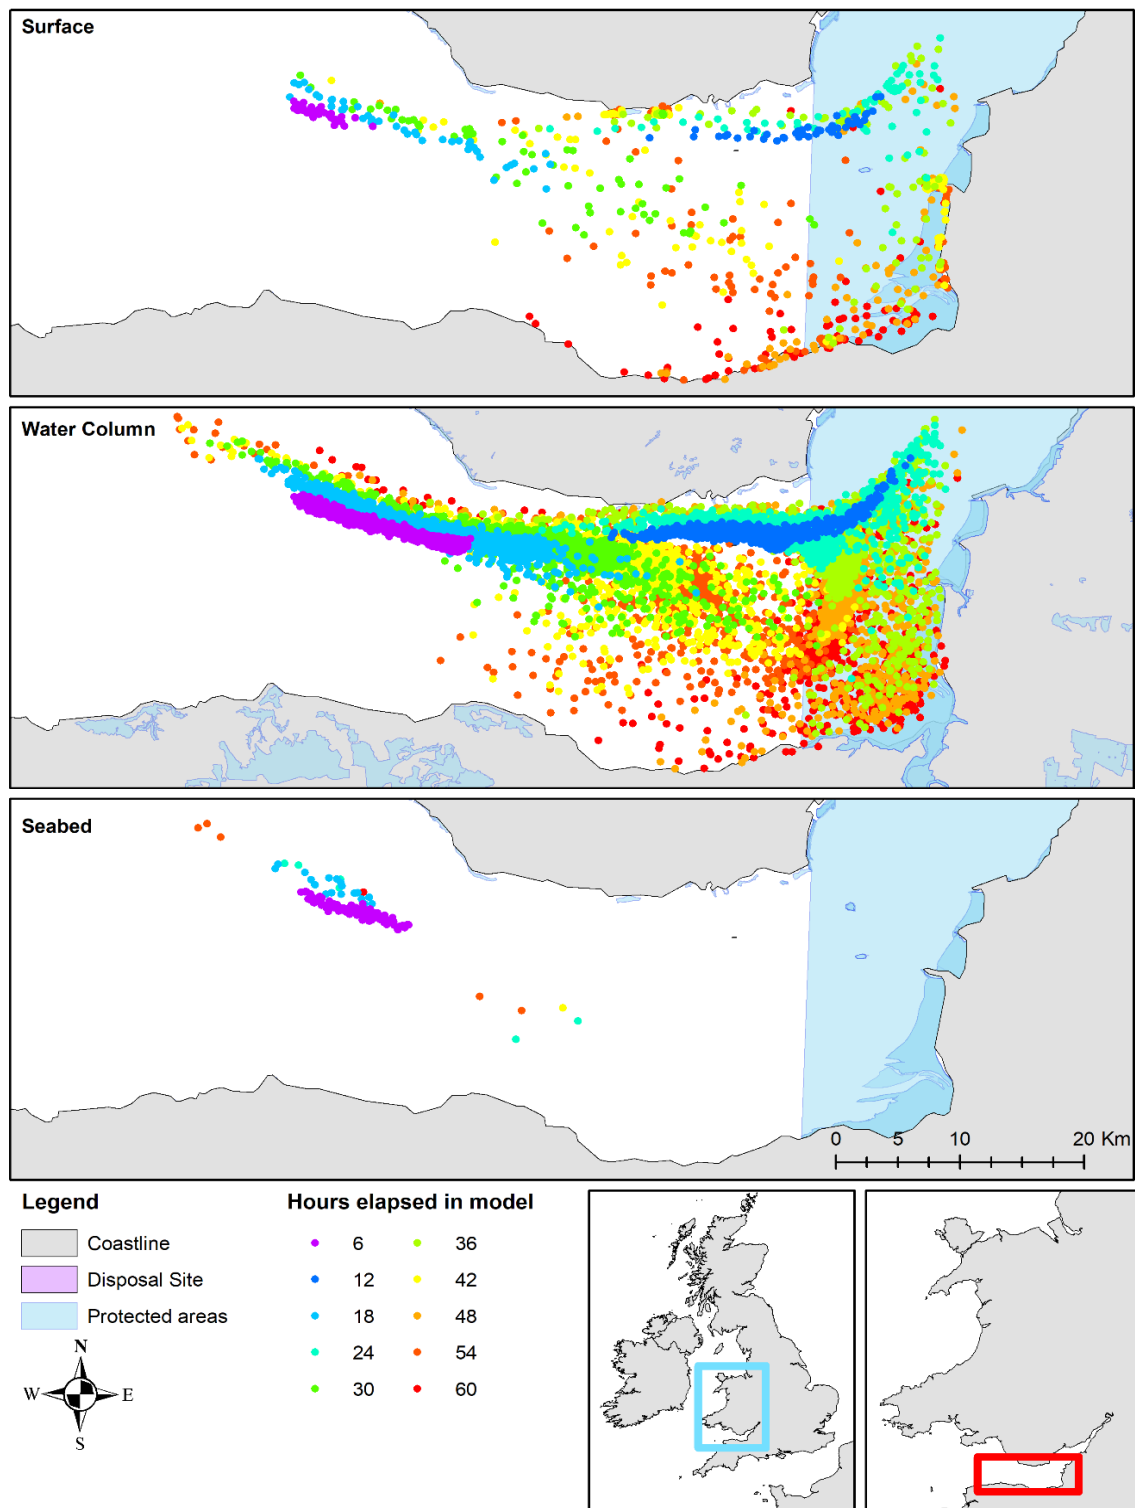 Surface
Water Column
Seabed
0 5 10 20 Km
Legend
Coastline
Disposal Site
Protected areas
N
W E
S
Hours elapsed in model
6 36
12 42
18 48
24 54
30 60